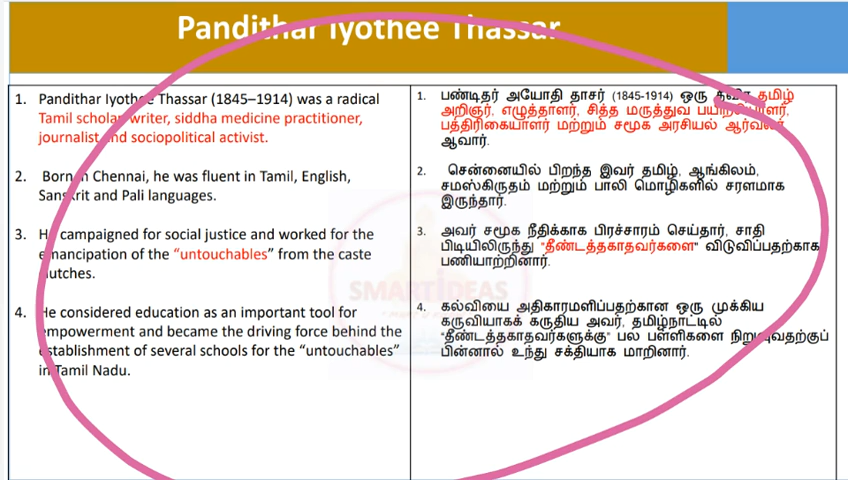 Pandithar Iyothee Thassar
1. Pandithar Iyothee Thassar (1845–1914) was a radical
Tamil scholar, writer, siddha medicine practitioner,
journalist and sociopolitical activist.
2. Born in Chennai, he was fluent in Tamil, English,
Sanskrit and Pali languages.
3. He campaigned for social justice and worked for the
emancipation of the “untouchables” from the caste
clutches.
4. He considered education as an important tool for
empowerment and became the driving force behind the
establishment of several schools for the “untouchables”
in Tamil Nadu.
1. பண்டிதர் அயோதி தாசர் (1845-1914) ஒரு தீவிர தமிழ்
அறிஞர், எழுத்தாளர், சித்த மருத்துவ பயிற்சியாளர்,
பத்திரிகையாளர் மற்றும் சமூக அரசியல் ஆர்வலர்
ஆவார்.
2. சென்னையில் பிறந்த இவர் தமிழ், ஆங்கிலம்,
சமஸ்கிருதம் மற்றும் பாலி மொழிகளில் சரளமாக
இருந்தார்.
3. அவர் சமூக நீதிக்காக பிரச்சாரம் செய்தார், சாதி
பிடியிலிருந்து "தீண்டத்தகாதவர்களை" விடுவிப்பதற்காக
பணியாற்றினார்.
4. கல்வியை அதிகாரமளிப்பதற்கான ஒரு முக்கிய
கருவியாகக் கருதிய அவர், தமிழ்நாட்டில்
"தீண்டத்தகாதவர்களுக்கு" பல பள்ளிகளை நிறுவுவதற்குப்
பின்னால் உந்து சக்தியாக மாறினார்.
SMARTIDEAS